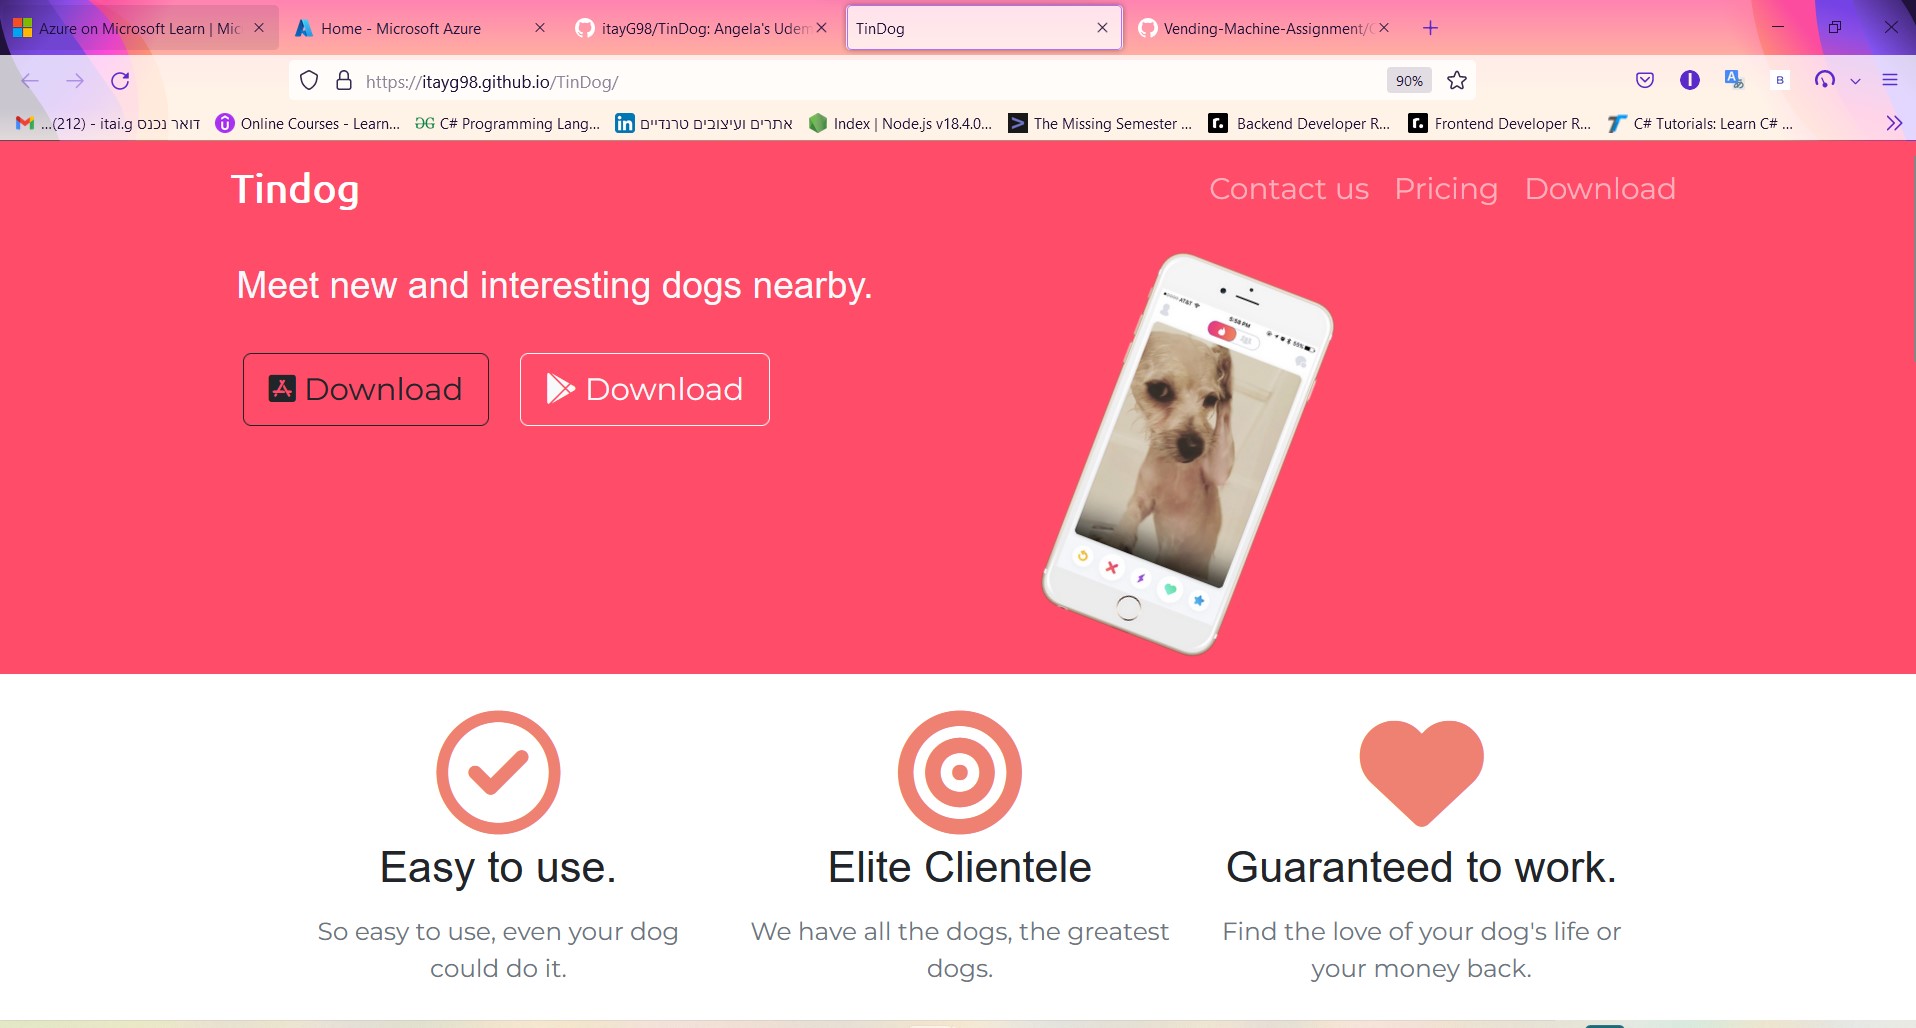 Azure on Microsoft Learn | Mic
Home - Microsoft Azure
itayG98/TinDog: Angela's Udem
TinDog
Vending-Machine-Assignment/C
https://itayg98.github.io/TinDog/
90%
B
דואר נכנס (212) - itai.g...
Online Courses - Learn...
C# Programming Lang...
אתרים ועיצובים טרנדיים
Index | Node.js v18.4.0...
The Missing Semester ...
Backend Developer R...
Frontend Developer R...
C# Tutorials: Learn C# ...
Tindog
Contact us
Pricing
Download
Meet new and interesting dogs nearby.
Download
Download
AT&T
5:58 PM
55%
Easy to use.
Elite Clientele
Guaranteed to work.
So easy to use, even your dog
could do it.
We have all the dogs, the greatest
dogs.
Find the love of your dog's life or
your money back.